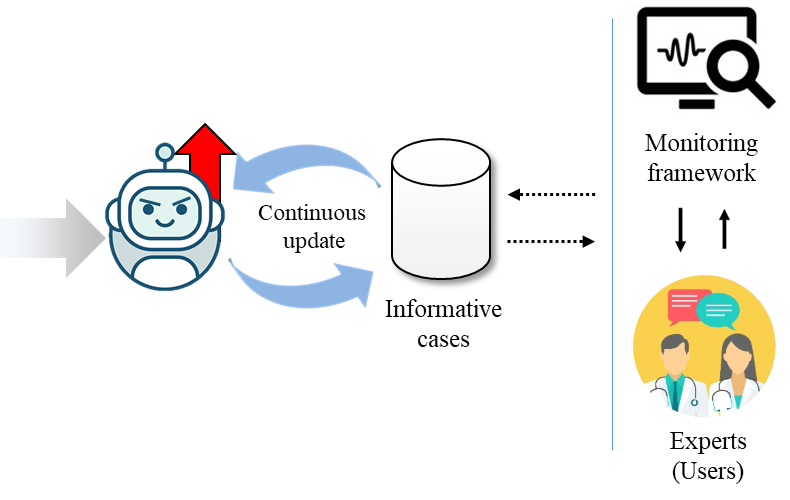 Monitoring
framework
Continuous
update
Informative
cases
Experts
(Users)